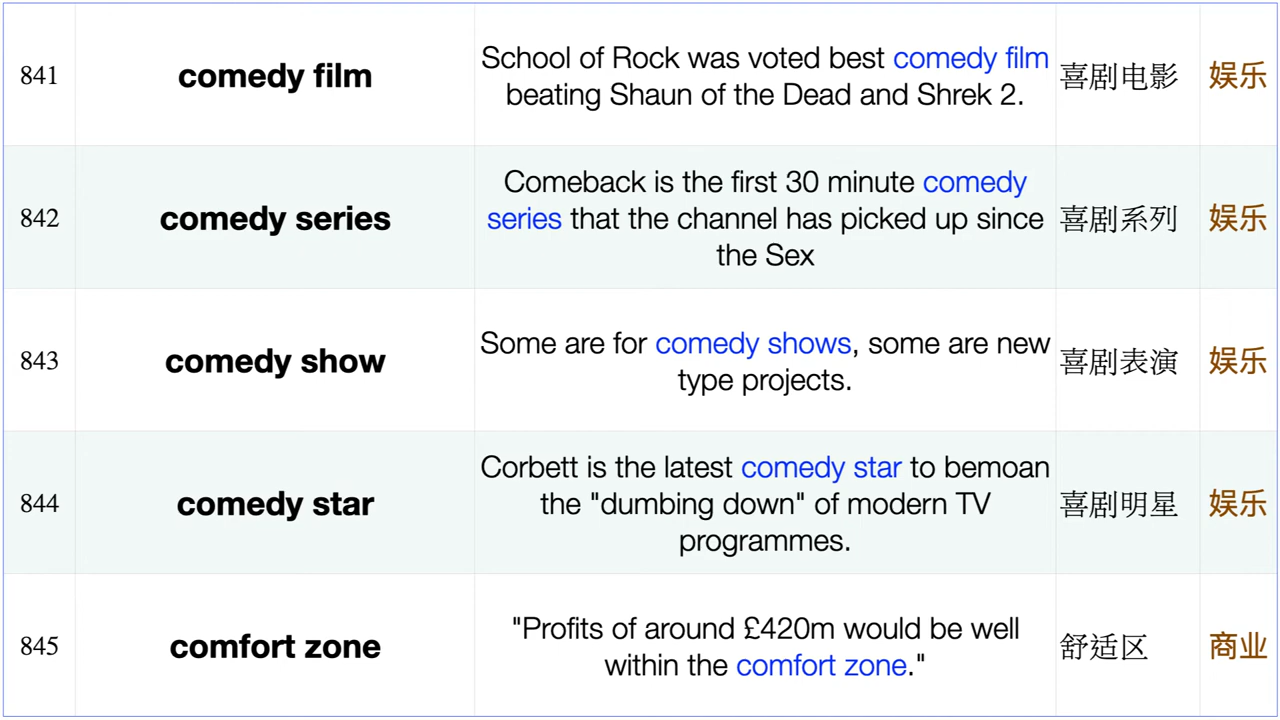 841
comedy film
School of Rock was voted best comedy film
beating Shaun of the Dead and Shrek 2.
喜剧电影
娱乐
842
comedy series
Comeback is the first 30 minute comedy
series that the channel has picked up since
the Sex
喜剧系列
娱乐
843
comedy show
Some are for comedy shows, some are new
type projects.
喜剧表演
娱乐
844
comedy star
Corbett is the latest comedy star to bemoan
the "dumbing down" of modern TV
programmes.
喜剧明星
娱乐
845
comfort zone
"Profits of around £420m would be well
within the comfort zone."
舒适区
商业